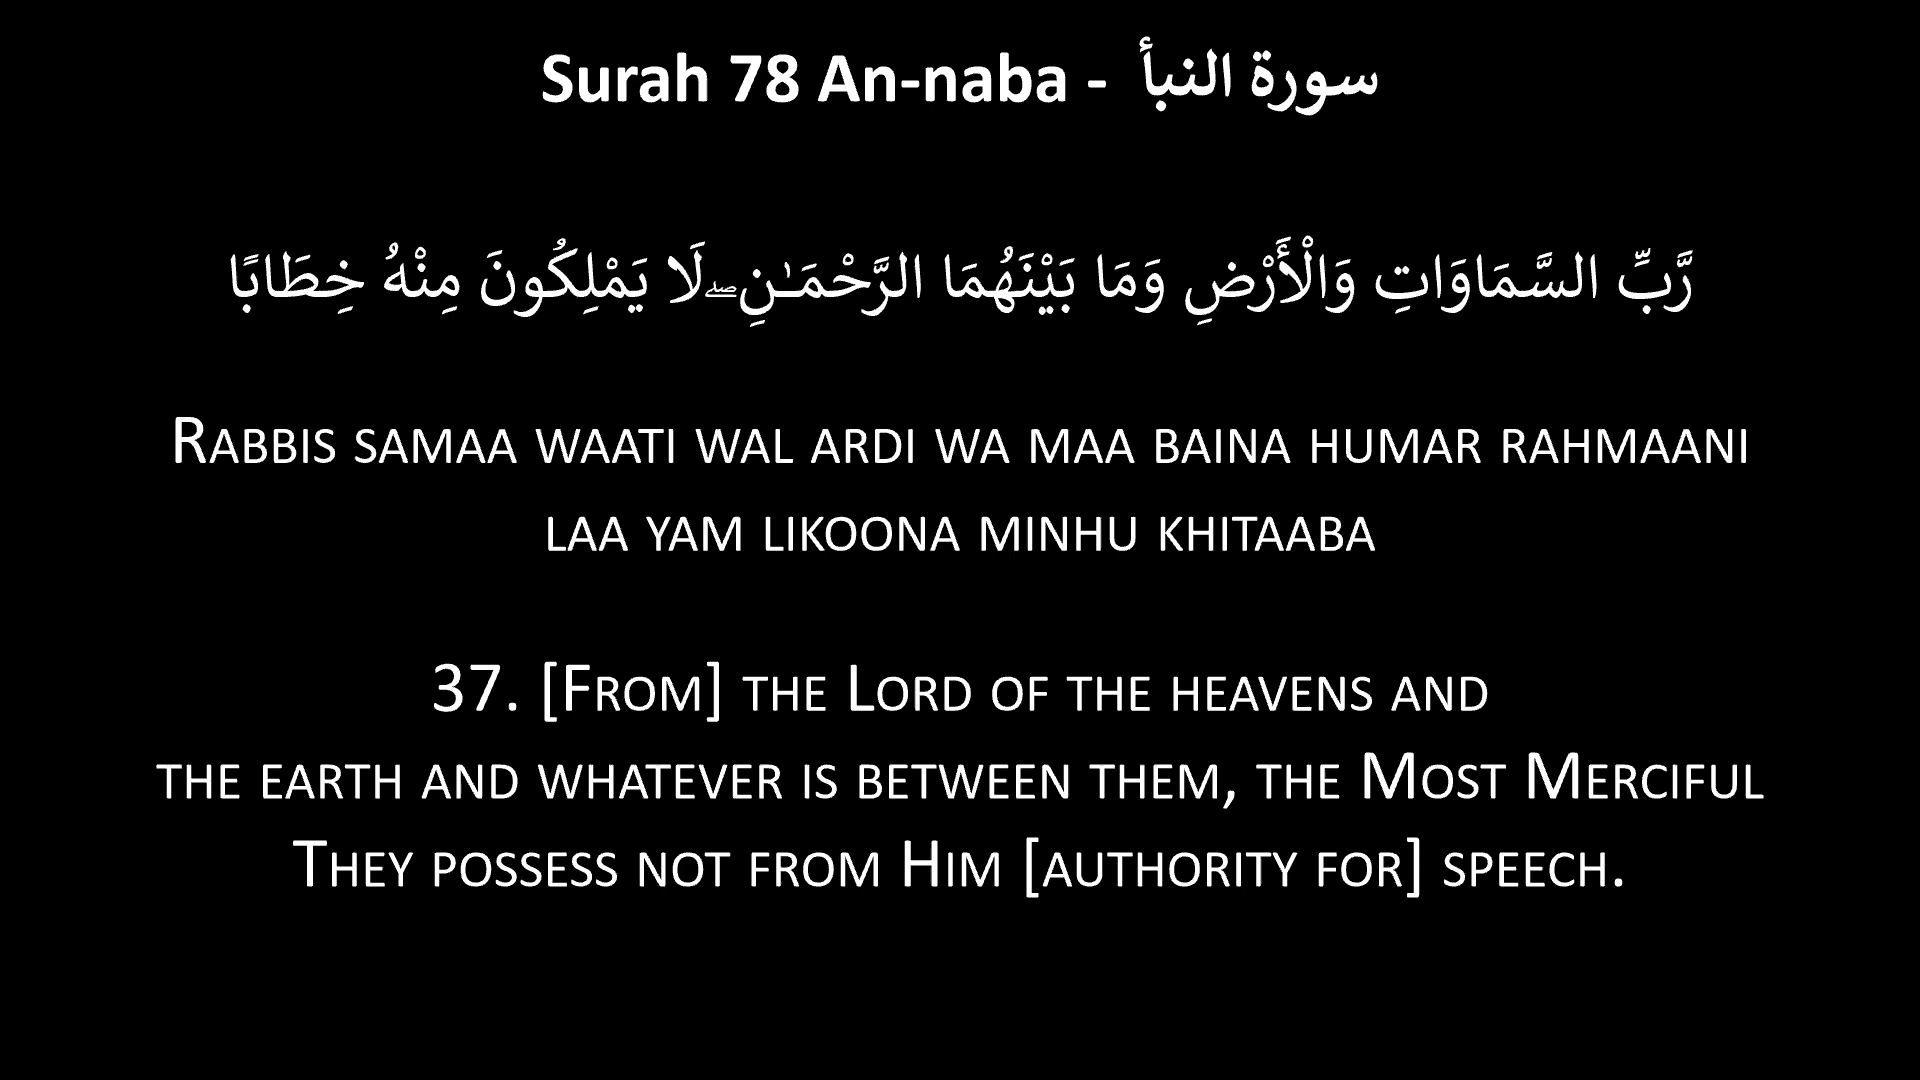 Surah 78 An-naba - سورة النبأ
رَّبِّ السَّمَاوَاتِ وَالْأَرْضِ وَمَا بَيْنَهُمَا الرَّحْمَـٰنِ ۖ لَا يَمْلِكُونَ مِنْهُ خِطَابًا
Rabbis samaa waati wal ardi wa maa baina humar rahmaani
laa yam likoona minhu khitaaba
37. [From] the Lord of the heavens and
the earth and whatever is between them, the Most Merciful
They possess not from Him [authority for] speech.